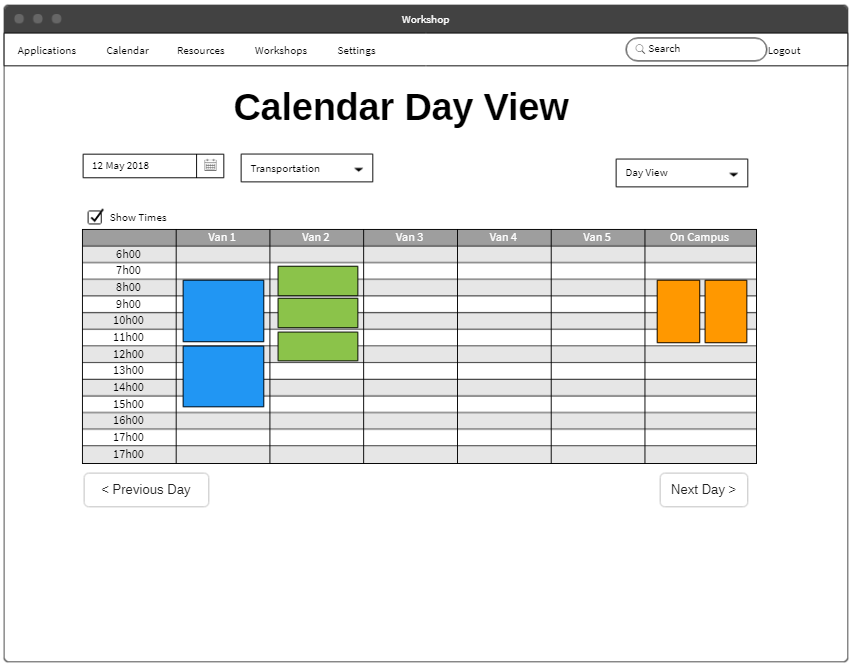 Workshop
Applications Calendar Resources Workshops Settings Search Logout
Calendar Day View
12 May 2018 Transportation Day View
Show Times
Van 1 Van 2 Van 3 Van 4 Van 5 On Campus
6h00
7h00
8h00
9h00
10h00
11h00
12h00
13h00
14h00
15h00
16h00
17h00
17h00
< Previous Day Next Day >